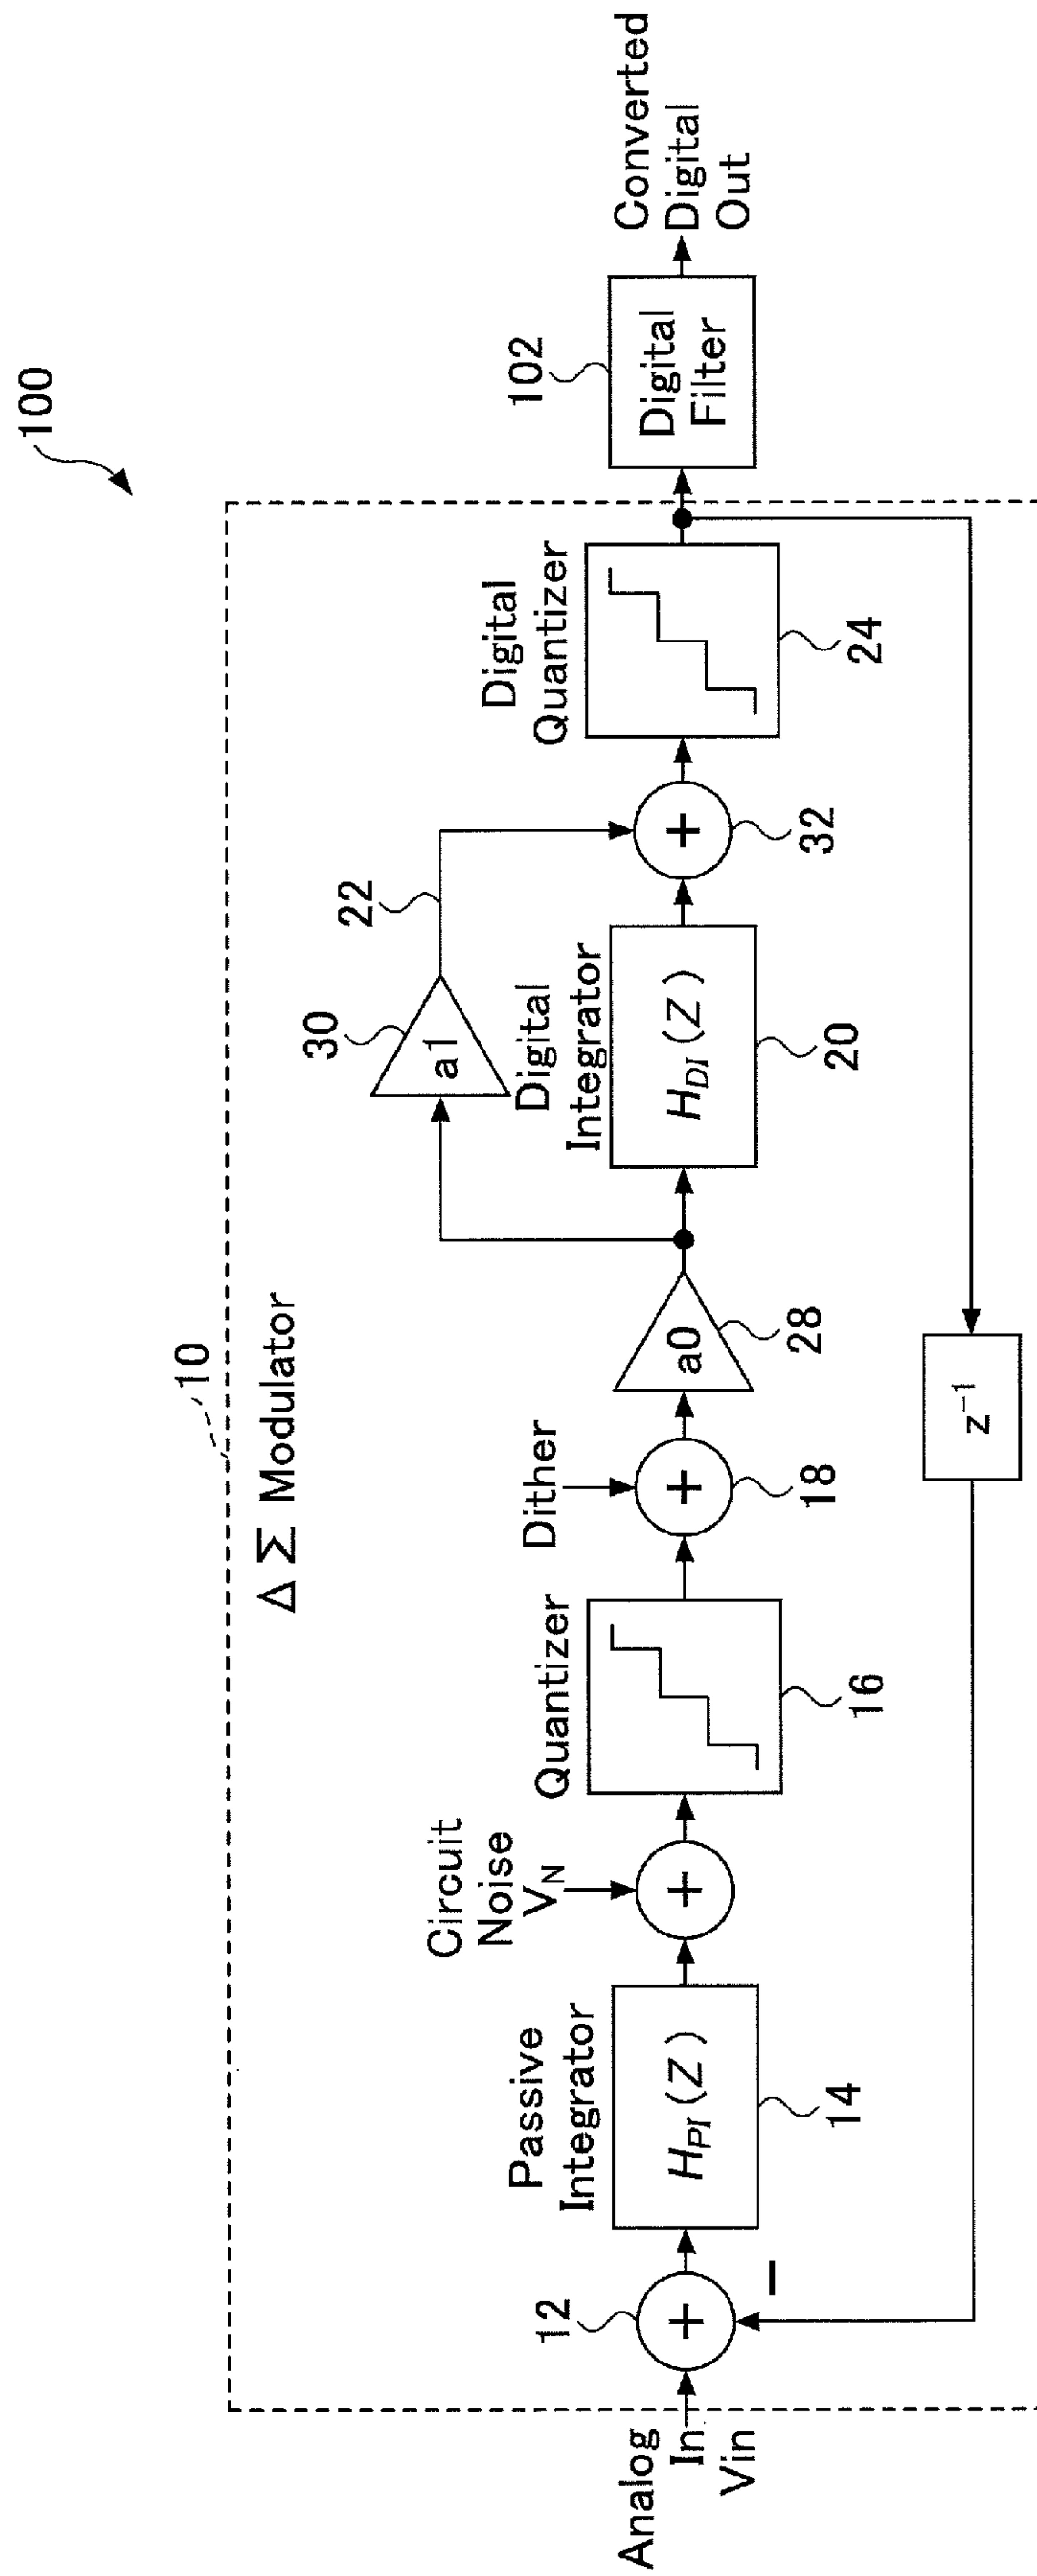 100
10
Δ Σ Modulator
Analog
In
Vin
12
Passive
Integrator
H_PI (Z)
14
Circuit
Noise
V_N
Quantizer
16
Dither
18
a0
28
a1
30
22
Digital
Integrator
H_DI (Z)
20
32
Digital
Quantizer
24
z⁻¹
102
Digital
Filter
Converted
Digital
Out
+
+
+
+
−